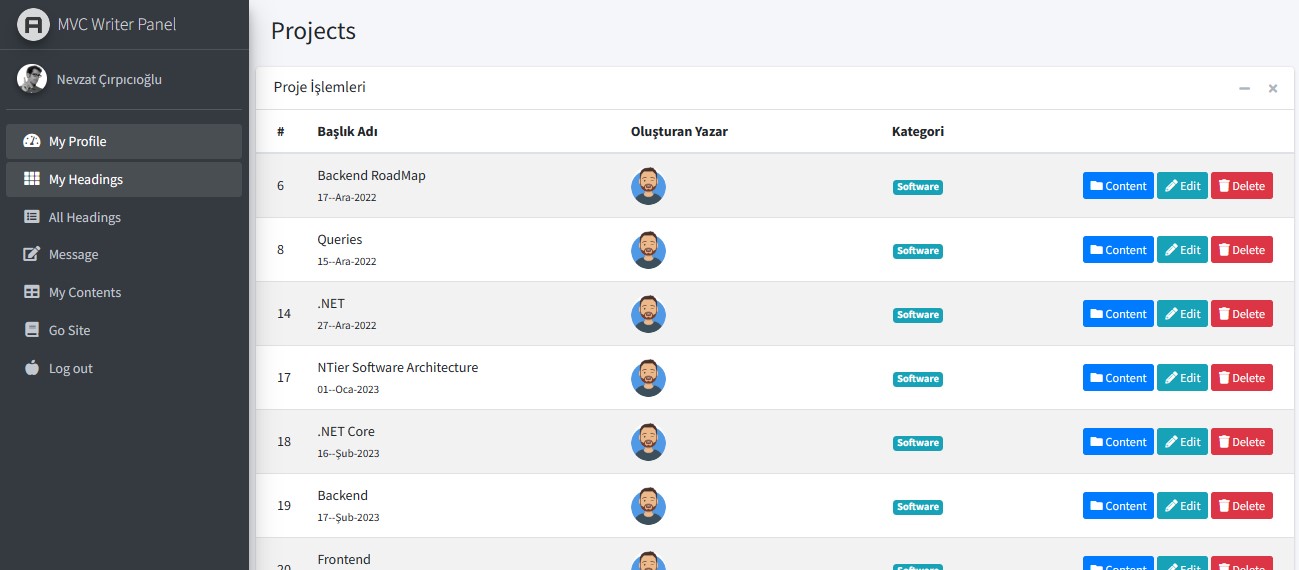 MVC Writer Panel
Nevzat Çırpıcıoğlu
My Profile
My Headings
All Headings
Message
My Contents
Go Site
Log out
Projects
Proje İşlemleri
# Başlık Adı Oluşturan Yazar Kategori
6 Backend RoadMap Software Content Edit Delete
17--Ara-2022
8 Queries Software Content Edit Delete
15--Ara-2022
14 .NET Software Content Edit Delete
27--Ara-2022
17 NTier Software Architecture Software Content Edit Delete
01--Oca-2023
18 .NET Core Software Content Edit Delete
16--Şub-2023
19 Backend Software Content Edit Delete
17--Şub-2023
20 Frontend Software Content Edit Delete